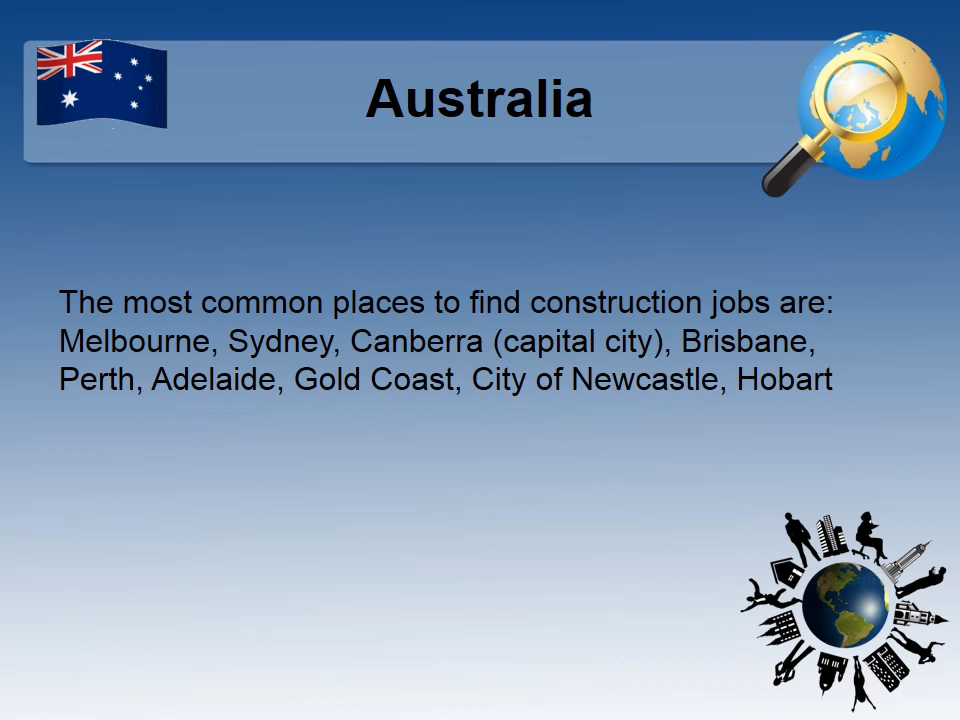 Australia
The most common places to find construction jobs are:
Melbourne, Sydney, Canberra (capital city), Brisbane,
Perth, Adelaide, Gold Coast, City of Newcastle, Hobart